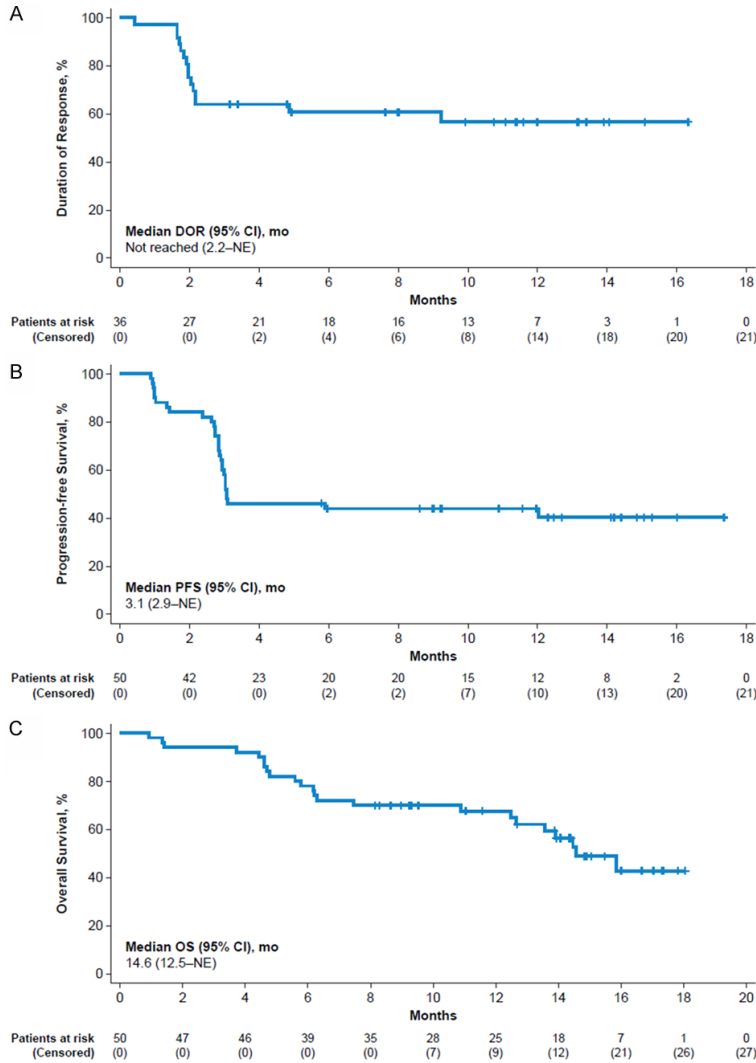 A
Duration of Response, %
100
80
60
40
20
0
Median DOR (95% CI), mo
Not reached (2.2–NE)
0 2 4 6 8 10 12 14 16 18
Months
Patients at risk 36 27 21 18 16 13 7 3 1 0
(Censored) (0) (0) (2) (4) (6) (8) (14) (18) (20) (21)
B
Progression-free Survival, %
100
80
60
40
20
0
Median PFS (95% CI), mo
3.1 (2.9–NE)
0 2 4 6 8 10 12 14 16 18
Months
Patients at risk 50 42 23 20 20 15 12 8 2 0
(Censored) (0) (0) (0) (2) (2) (7) (10) (13) (20) (21)
C
Overall Survival, %
100
80
60
40
20
0
Median OS (95% CI), mo
14.6 (12.5–NE)
0 2 4 6 8 10 12 14 16 18 20
Months
Patients at risk 50 47 46 39 35 28 25 18 7 1 0
(Censored) (0) (0) (0) (0) (0) (7) (9) (12) (21) (26) (27)